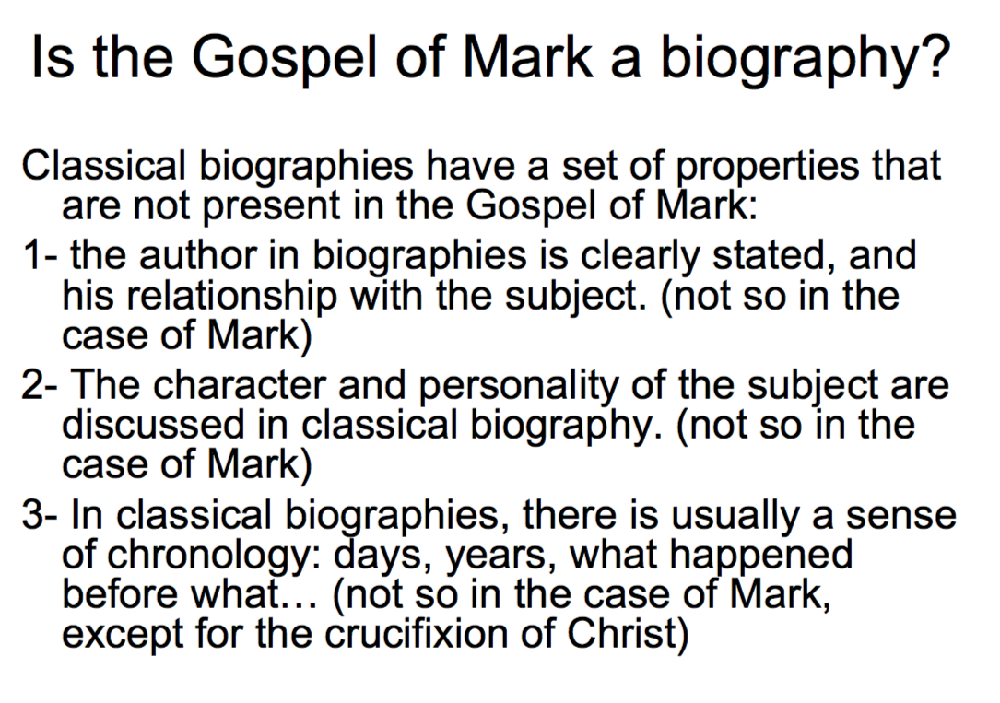 Is the Gospel of Mark a biography?
Classical biographies have a set of properties that
are not present in the Gospel of Mark:
1- the author in biographies is clearly stated, and
his relationship with the subject. (not so in the
case of Mark)
2- The character and personality of the subject are
discussed in classical biography. (not so in the
case of Mark)
3- In classical biographies, there is usually a sense
of chronology: days, years, what happened
before what… (not so in the case of Mark,
except for the crucifixion of Christ)